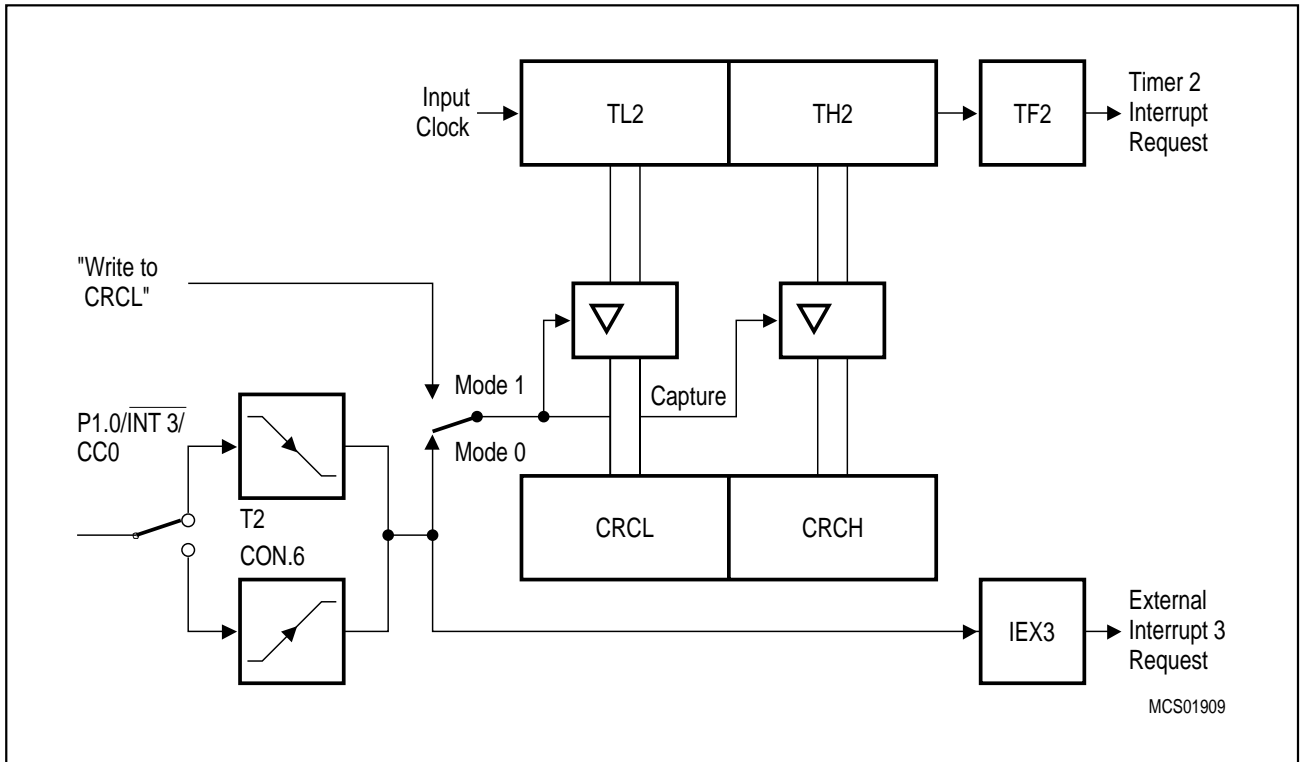 Input
Clock
TL2
TH2
TF2
Timer 2
Interrupt
Request
"Write to
CRCL"
Mode 1
Capture
P1.0/INT 3/
CC0
Mode 0
T2
CON.6
CRCL
CRCH
IEX3
External
Interrupt 3
Request
MCS01909